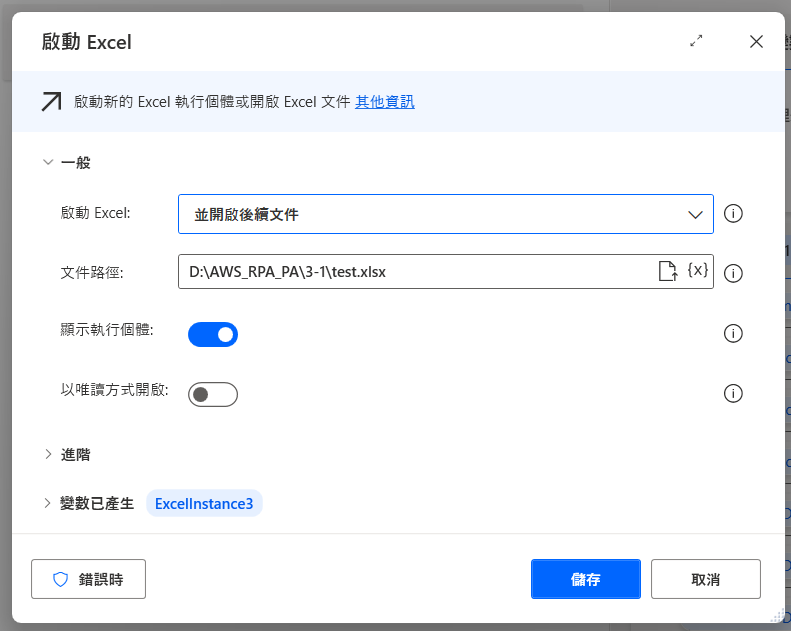 啟動 Excel
啟動新的 Excel 執行個體或開啟 Excel 文件 其他資訊
一般
啟動 Excel: 並開啟後續文件
文件路徑: D:\AWS_RPA_PA\3-1\test.xlsx {x}
顯示執行個體:
以唯讀方式開啟:
進階
變數已產生 ExcelInstance3
錯誤時 儲存 取消